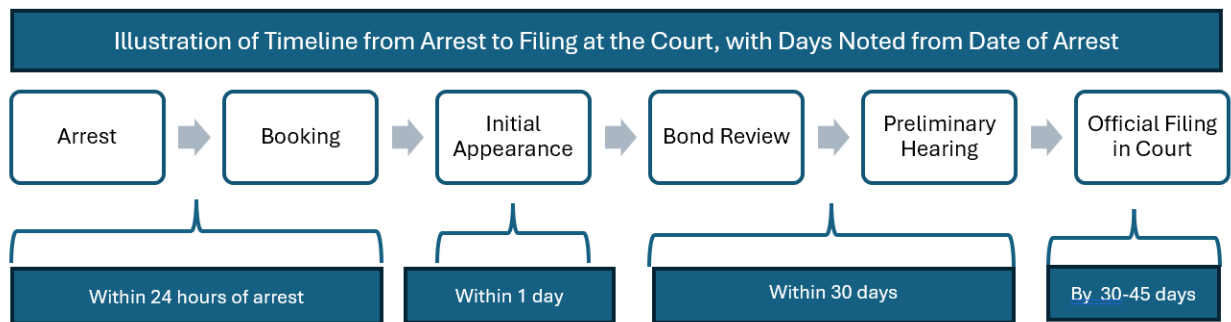 Illustration of Timeline from Arrest to Filing at the Court, with Days Noted from Date of Arrest
Arrest
Booking
Initial
Appearance
Bond Review
Preliminary
Hearing
Official Filing
in Court
Within 24 hours of arrest
Within 1 day
Within 30 days
By 30-45 days